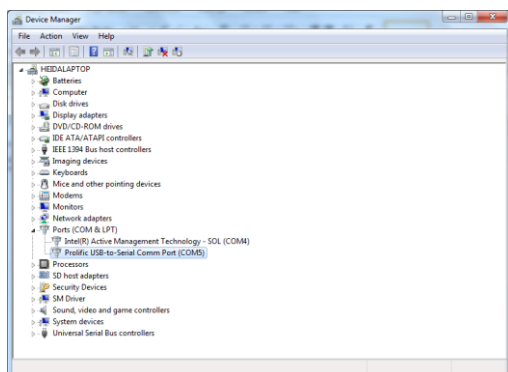 Device Manager
File Action View Help
HEIDALAPTOP
Batteries
Computer
Disk drives
Display adapters
DVD/CD-ROM drives
IDE ATA/ATAPI controllers
IEEE 1394 Bus host controllers
Imaging devices
Keyboards
Mice and other pointing devices
Modems
Monitors
Network adapters
Ports (COM & LPT)
Intel(R) Active Management Technology - SOL (COM4)
Prolific USB-to-Serial Comm Port (COM5)
Processors
SD host adapters
Security Devices
SM Driver
Sound, video and game controllers
System devices
Universal Serial Bus controllers